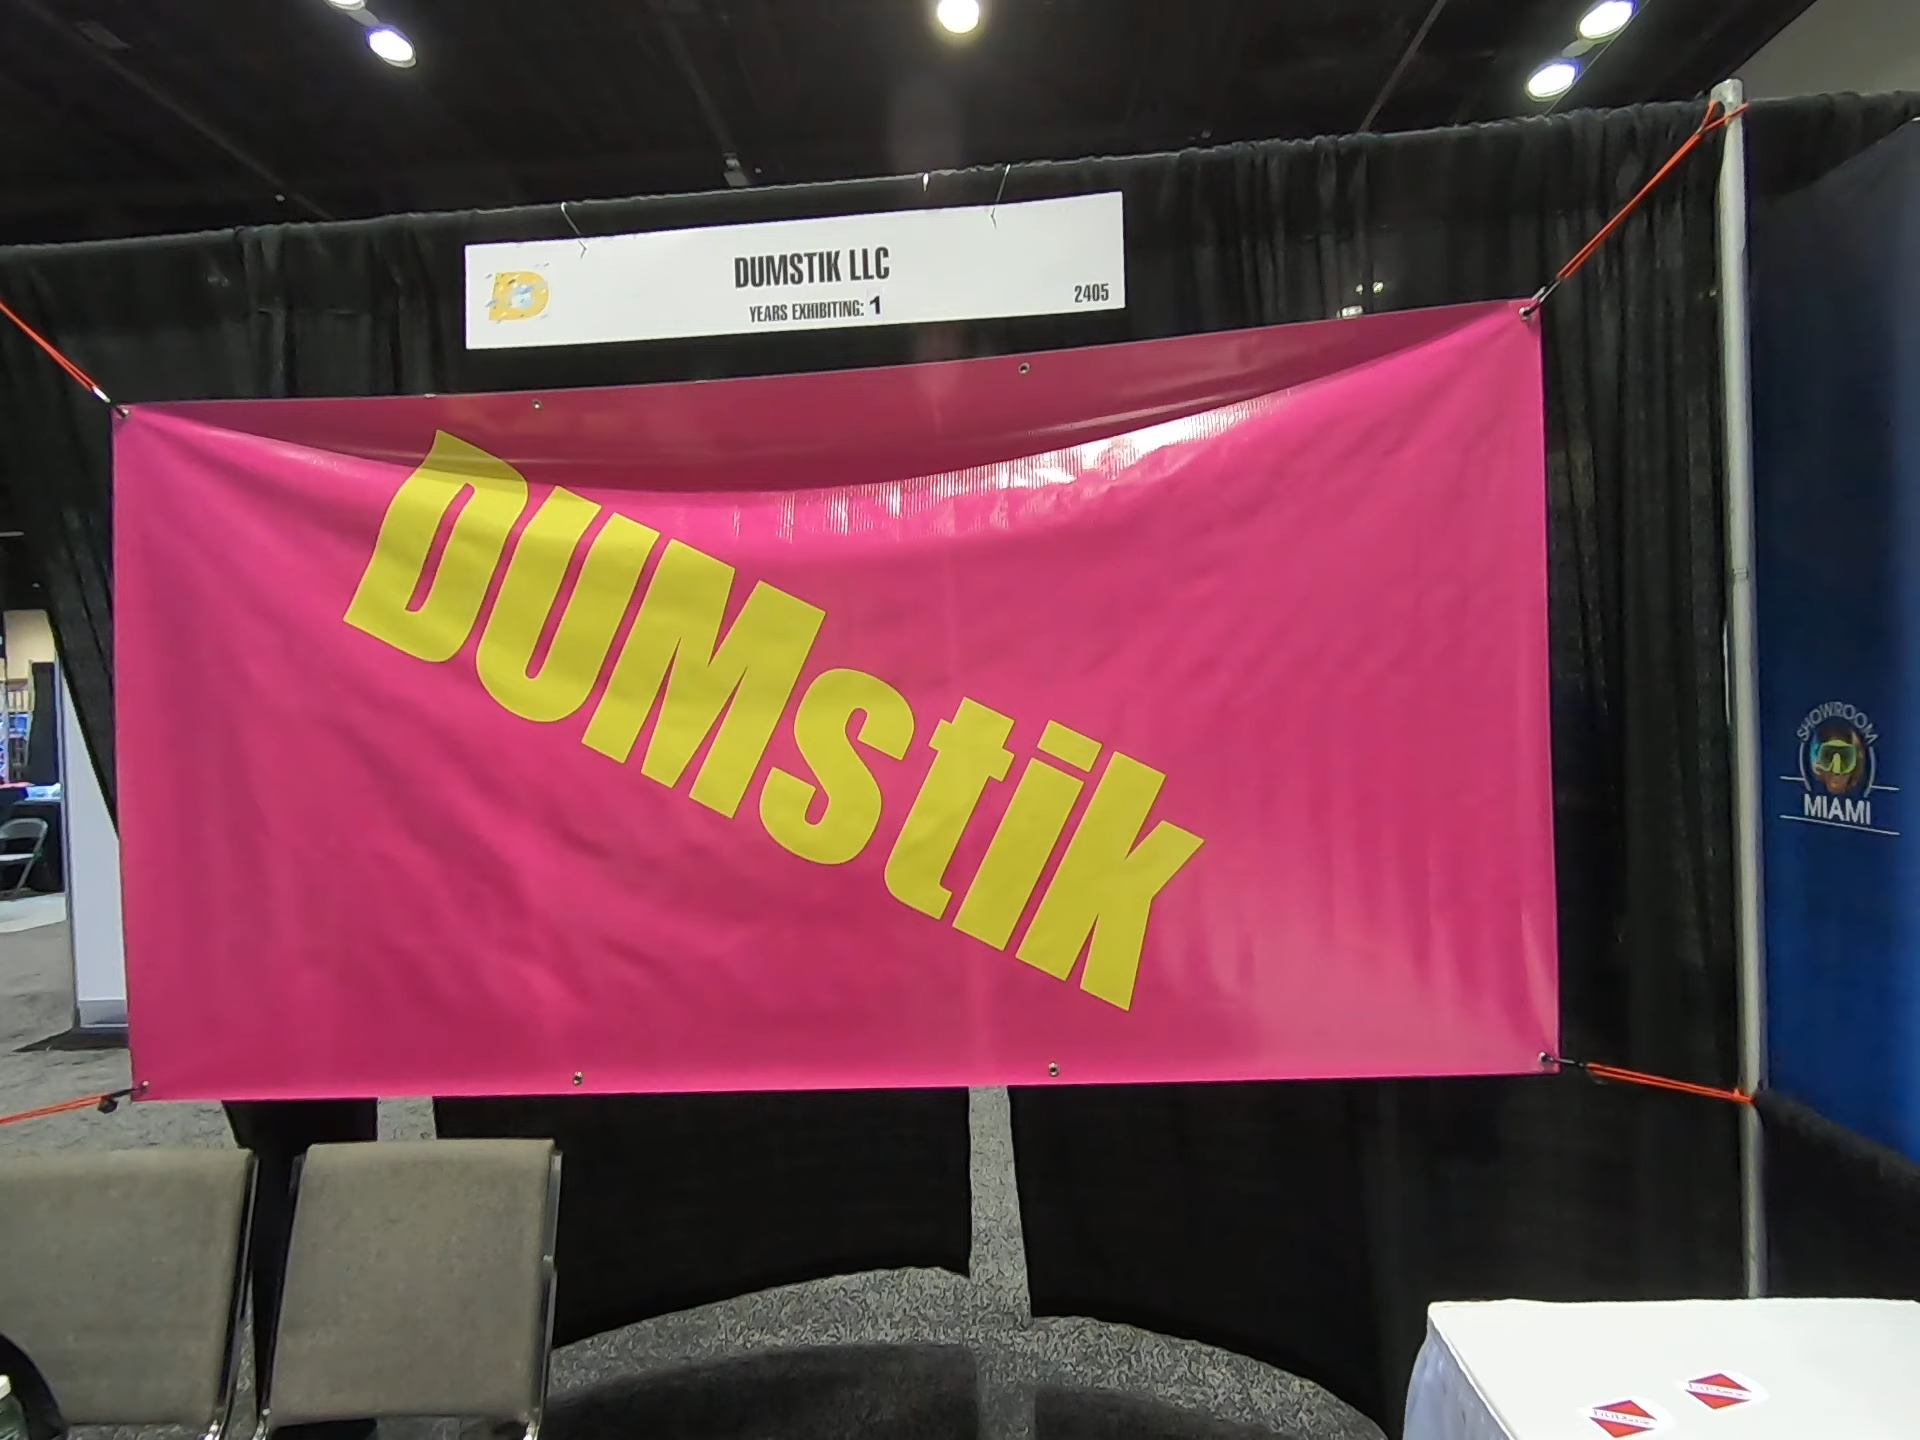 DUMSTIK LLC
YEARS EXHIBITING: 1
2405
DUMstik
SHOWROOM
MIAMI